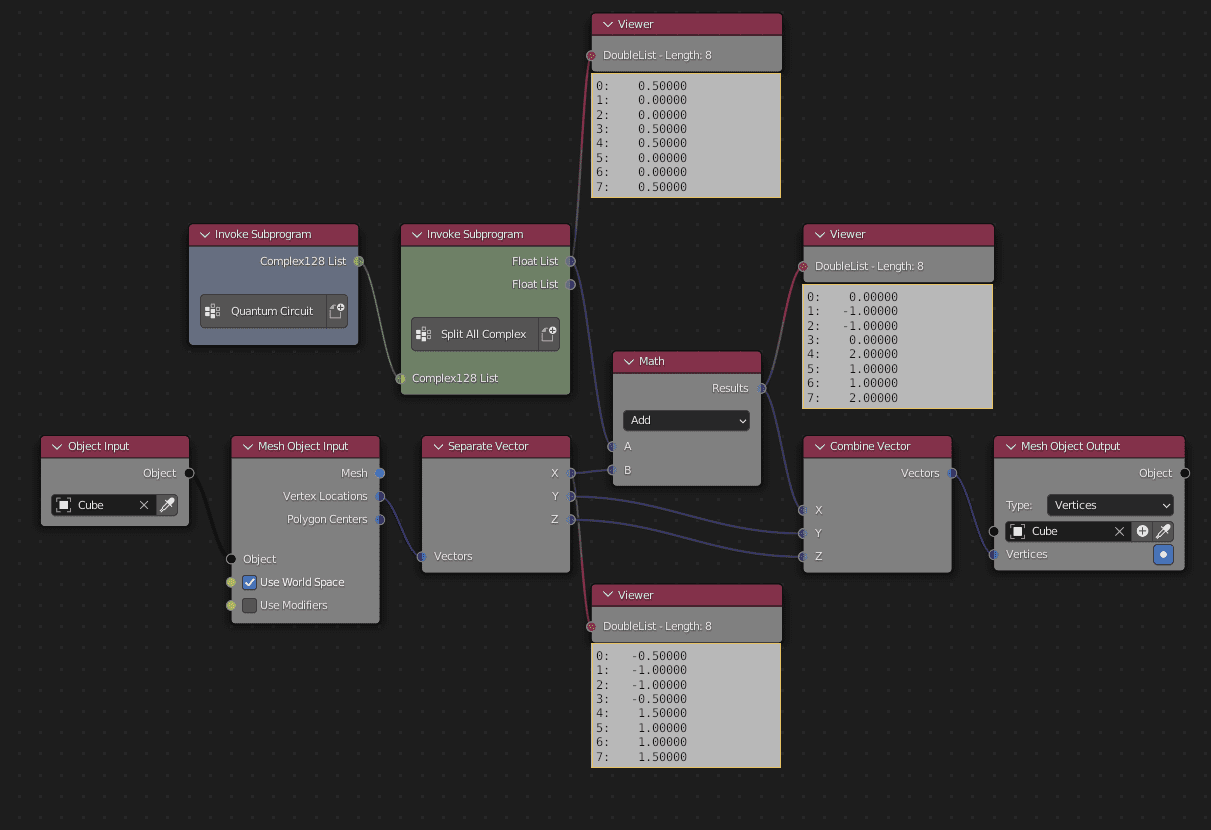 Viewer
DoubleList - Length: 8
0: 0.50000
1: 0.00000
2: 0.00000
3: 0.50000
4: 0.50000
5: 0.00000
6: 0.00000
7: 0.50000
Invoke Subprogram
Complex128 List
Quantum Circuit
Invoke Subprogram
Float List
Float List
Split All Complex
Complex128 List
Viewer
DoubleList - Length: 8
0: 0.00000
1: -1.00000
2: -1.00000
3: 0.00000
4: 2.00000
5: 1.00000
6: 1.00000
7: 2.00000
Math
Results
Add
A
B
Object Input
Object
Cube
Mesh Object Input
Mesh
Vertex Locations
Polygon Centers
Object
Use World Space
Use Modifiers
Separate Vector
X
Y
Z
Vectors
Combine Vector
Vectors
X
Y
Z
Mesh Object Output
Object
Type: Vertices
Cube
Vertices
Viewer
DoubleList - Length: 8
0: -0.50000
1: -1.00000
2: -1.00000
3: -0.50000
4: 1.50000
5: 1.00000
6: 1.00000
7: 1.50000